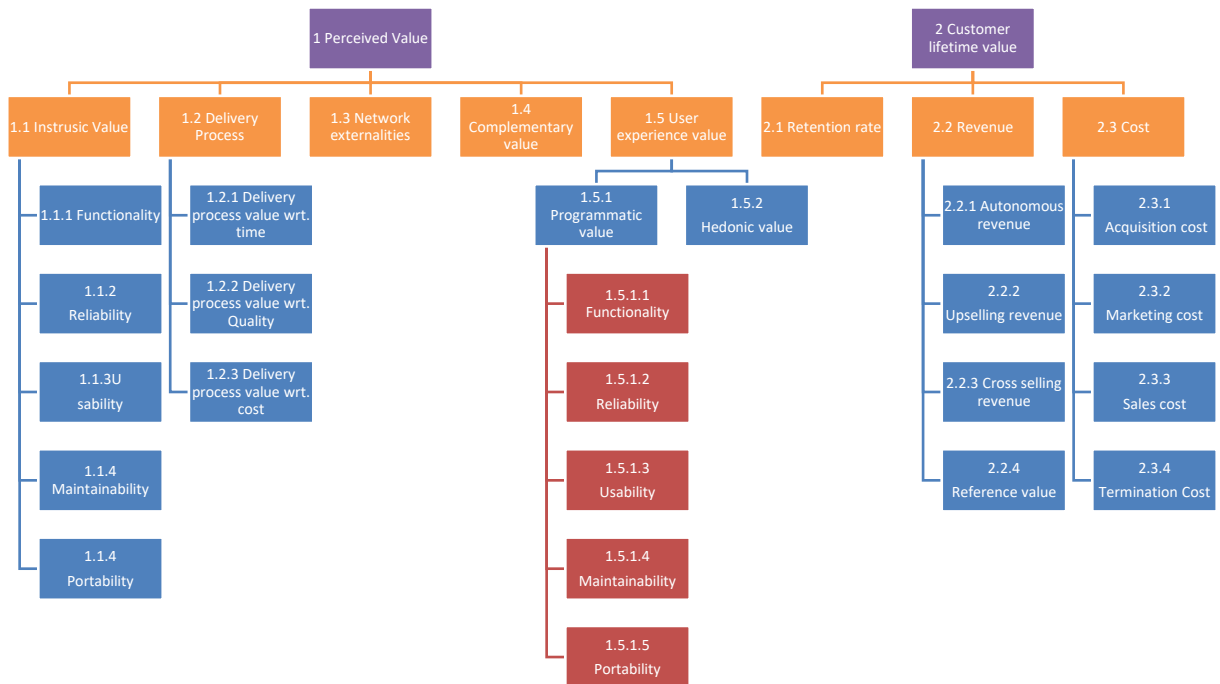 1 Perceived Value
2 Customer
lifetime value
1.1 Instrusic Value
1.2 Delivery
Process
1.3 Network
externalities
1.4
Complementary
value
1.5 User
experience value
2.1 Retention rate
2.2 Revenue
2.3 Cost
1.1.1 Functionality
1.1.2
Reliability
1.1.3U
sability
1.1.4
Maintainability
1.1.4
Portability
1.2.1 Delivery
process value wrt.
time
1.2.2 Delivery
process value wrt.
Quality
1.2.3 Delivery
process value wrt.
cost
1.5.1
Programmatic
value
1.5.2
Hedonic value
1.5.1.1
Functionality
1.5.1.2
Reliability
1.5.1.3
Usability
1.5.1.4
Maintainability
1.5.1.5
Portability
2.2.1 Autonomous
revenue
2.2.2
Upselling revenue
2.2.3 Cross selling
revenue
2.2.4
Reference value
2.3.1
Acquisition cost
2.3.2
Marketing cost
2.3.3
Sales cost
2.3.4
Termination Cost